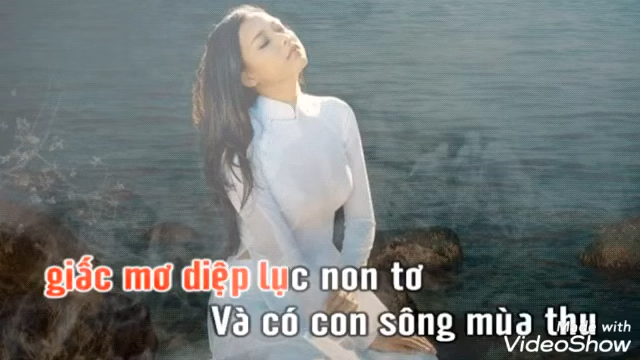 giấc mơ diệp lục non tơ
Và có con sông mùa thu
Made with
VideoShow